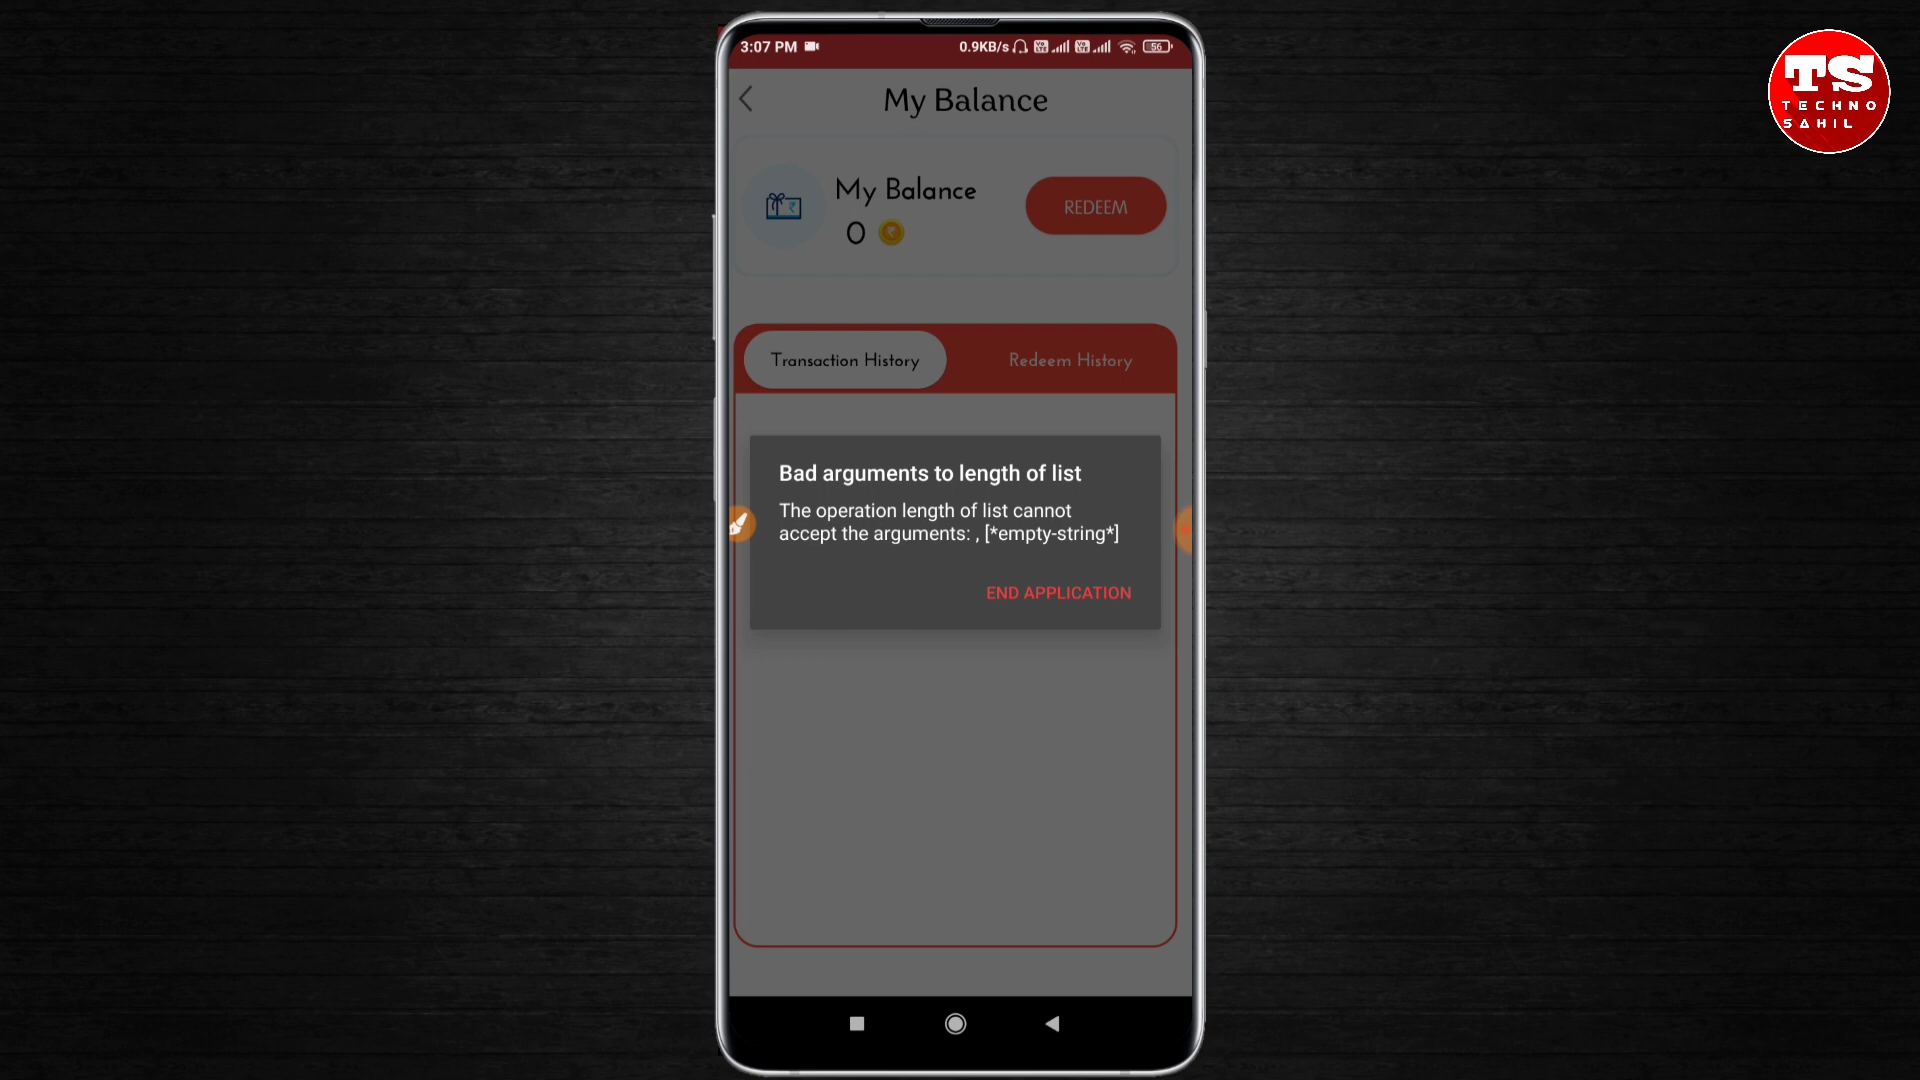 3:07 PM
0.9KB/s
56
My Balance
My Balance
0
REDEEM
Transaction History
Redeem History
Bad arguments to length of list
The operation length of list cannot
accept the arguments: , [*empty-string*]
END APPLICATION
TS
TECHNO
SAHIL